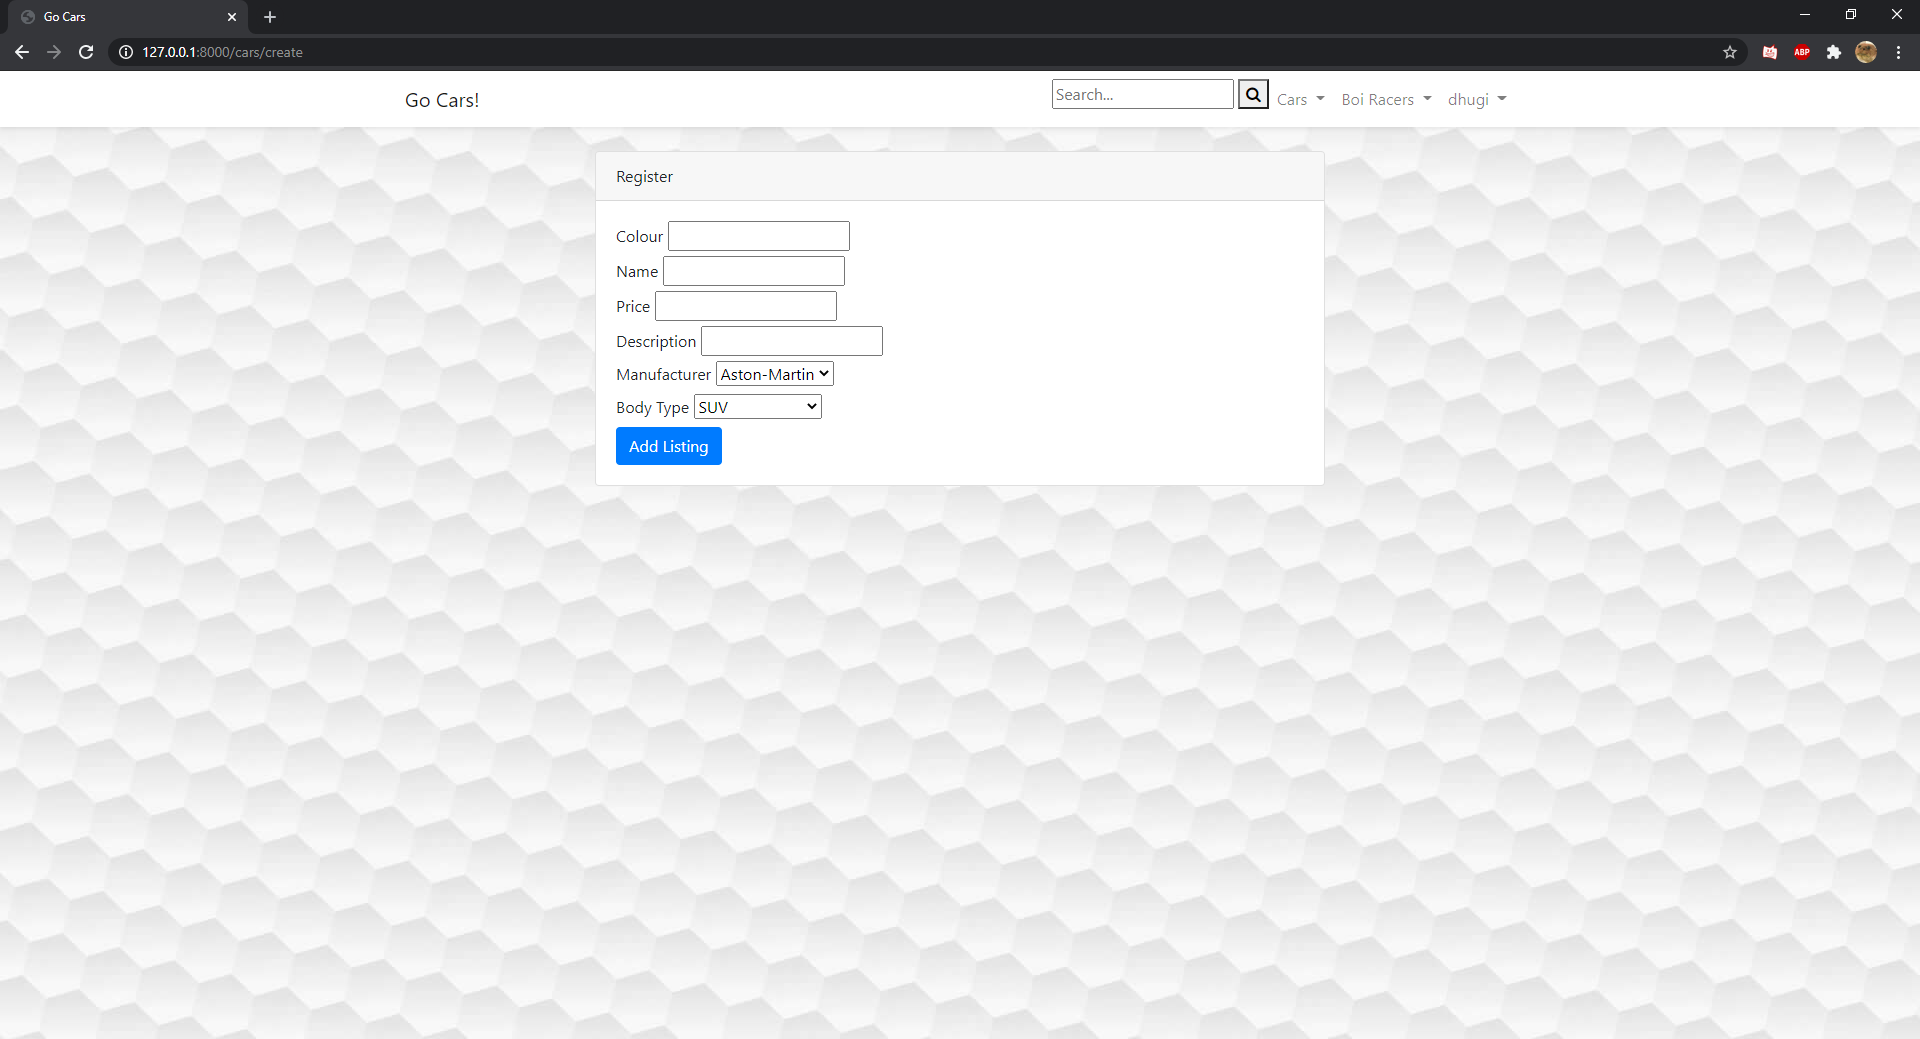 Go Cars
127.0.0.1:8000/cars/create
ABP
Go Cars!
Search...
Cars
Boi Racers
dhugi
Register
Colour
Name
Price
Description
Manufacturer Aston-Martin
Body Type SUV
Add Listing